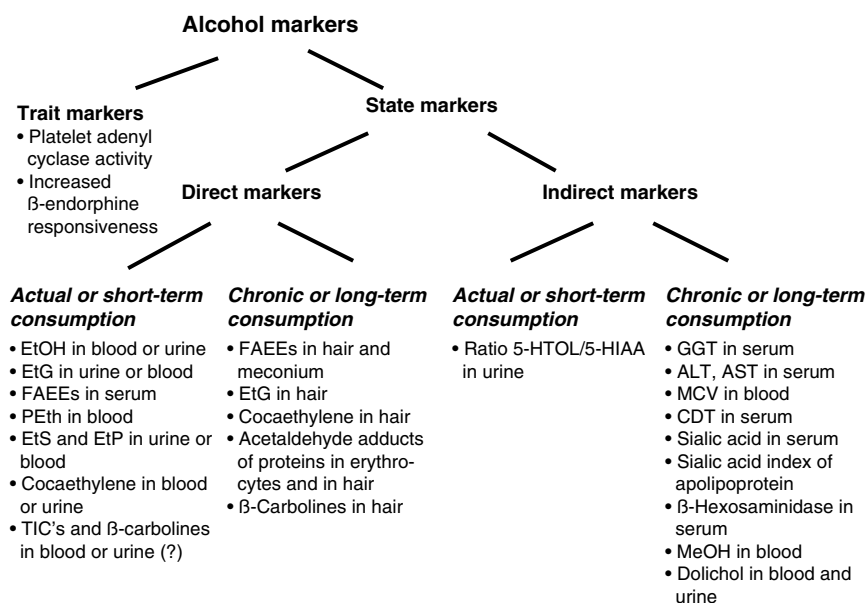 Alcohol markers
Trait markers
• Platelet adenyl
cyclase activity
• Increased
ß-endorphine
responsiveness
State markers
Direct markers
Indirect markers
Actual or short-term
consumption
• EtOH in blood or urine
• EtG in urine or blood
• FAEEs in serum
• PEth in blood
• EtS and EtP in urine or
blood
• Cocaethylene in blood
or urine
• TIC's and ß-carbolines
in blood or urine (?)
Chronic or long-term
consumption
• FAEEs in hair and
meconium
• EtG in hair
• Cocaethylene in hair
• Acetaldehyde adducts
of proteins in erythro-
cytes and in hair
• ß-Carbolines in hair
Actual or short-term
consumption
• Ratio 5-HTOL/5-HIAA
in urine
Chronic or long-term
consumption
• GGT in serum
• ALT, AST in serum
• MCV in blood
• CDT in serum
• Sialic acid in serum
• Sialic acid index of
apolipoprotein
• ß-Hexosaminidase in
serum
• MeOH in blood
• Dolichol in blood and
urine